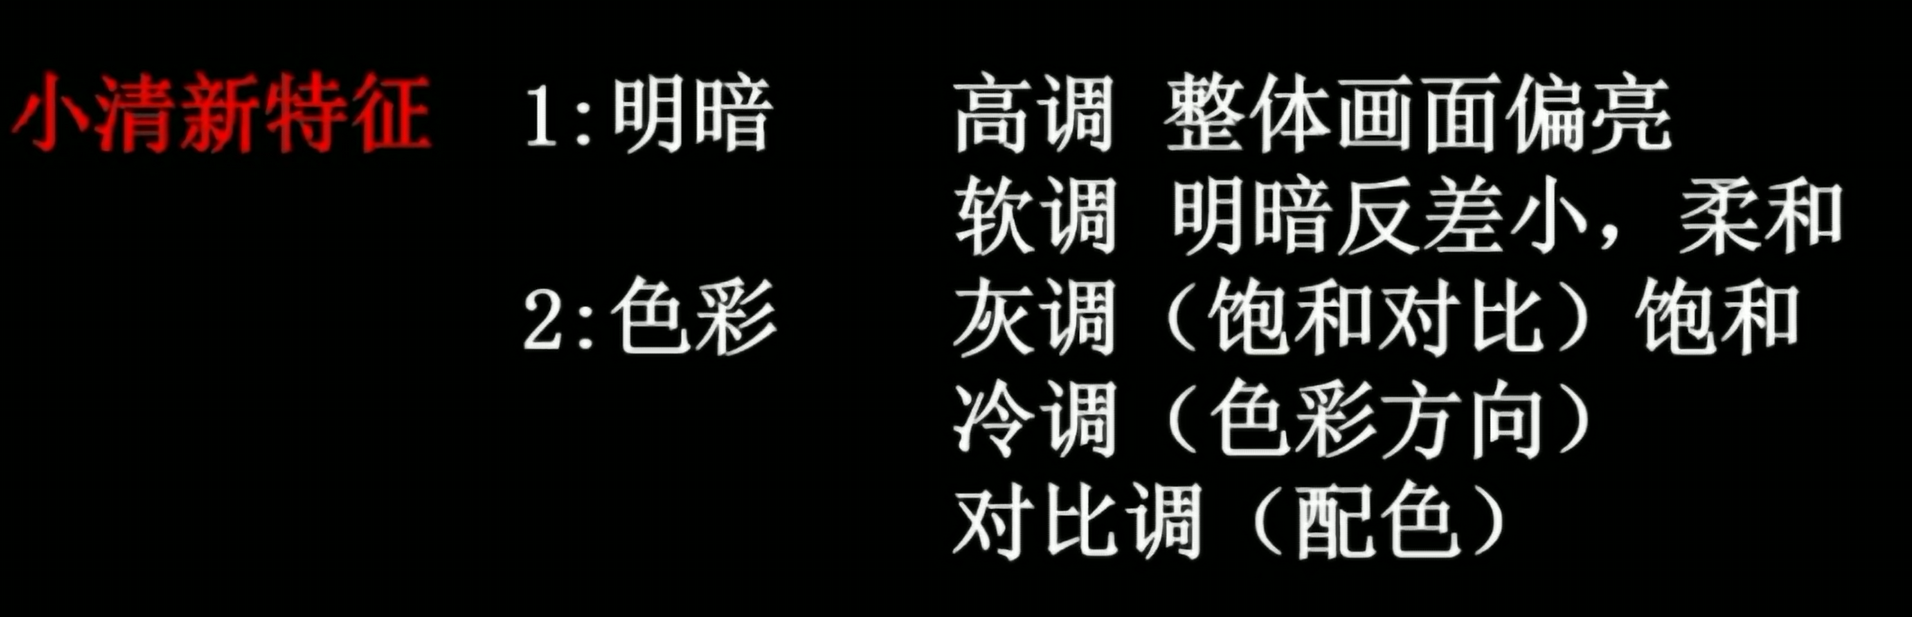 小清新特征 1:明暗 高调 整体画面偏亮
软调 明暗反差小，柔和
2:色彩 灰调（饱和对比）饱和
冷调（色彩方向）
对比调（配色）